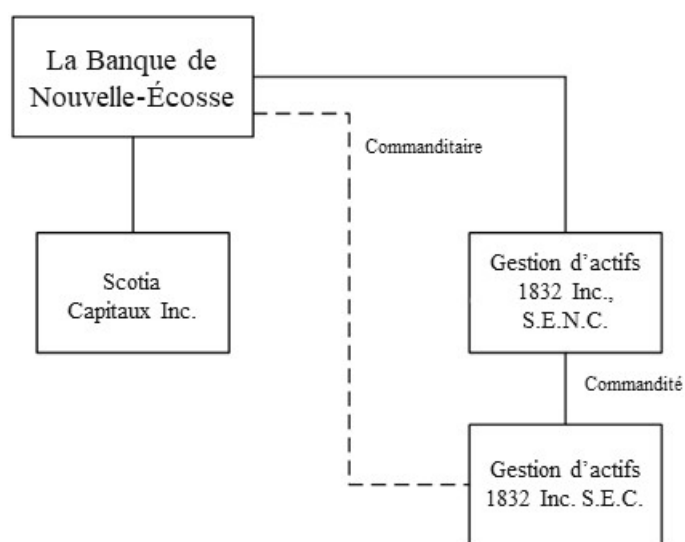 La Banque de
Nouvelle-Écosse
Commanditaire
Scotia
Capitaux Inc.
Gestion d’actifs
1832 Inc.,
S.E.N.C.
Commandité
Gestion d’actifs
1832 Inc. S.E.C.